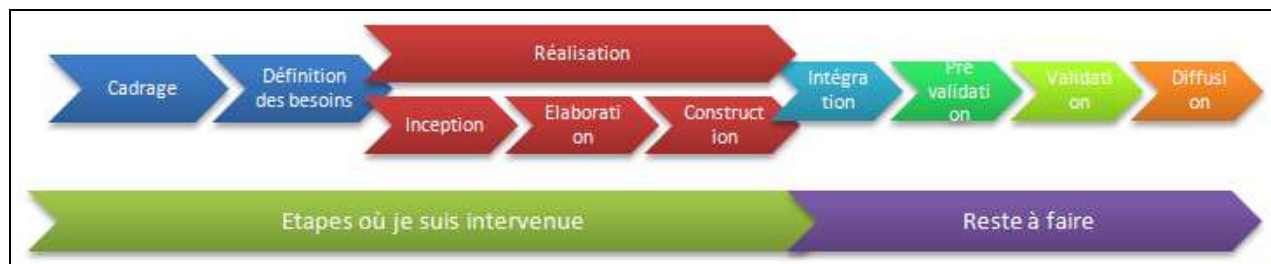 Cadrage
Définition
des besoins
Réalisation
Inception
Elaborati
on
Construct
ion
Intégra
tion
Pré
validati
on
Validati
on
Diffusi
on
Etapes où je suis intervenue
Reste à faire